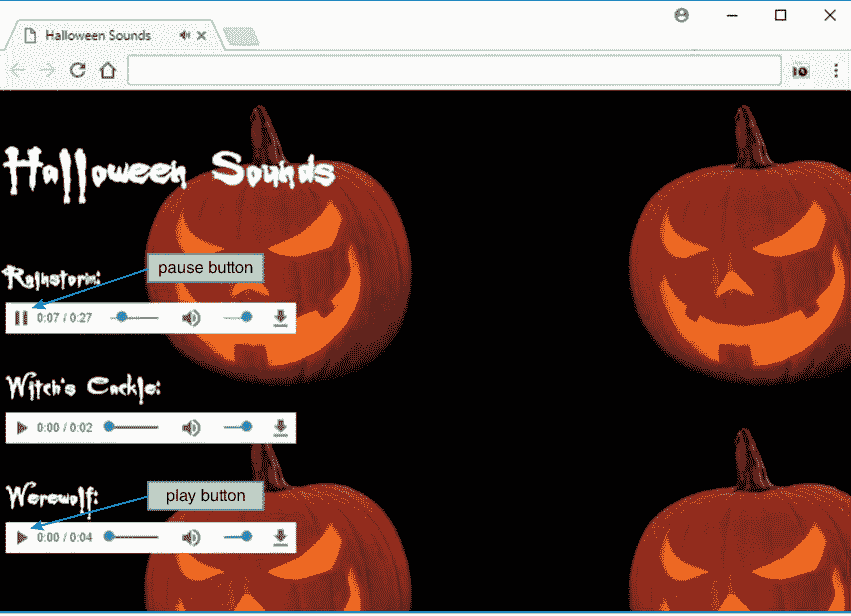 Halloween Sounds
Halloween Sounds
Rainstorm:
pause button
0:07 / 0:27
Witch's Cackle:
0:00 / 0:02
Werewolf:
play button
0:00 / 0:04